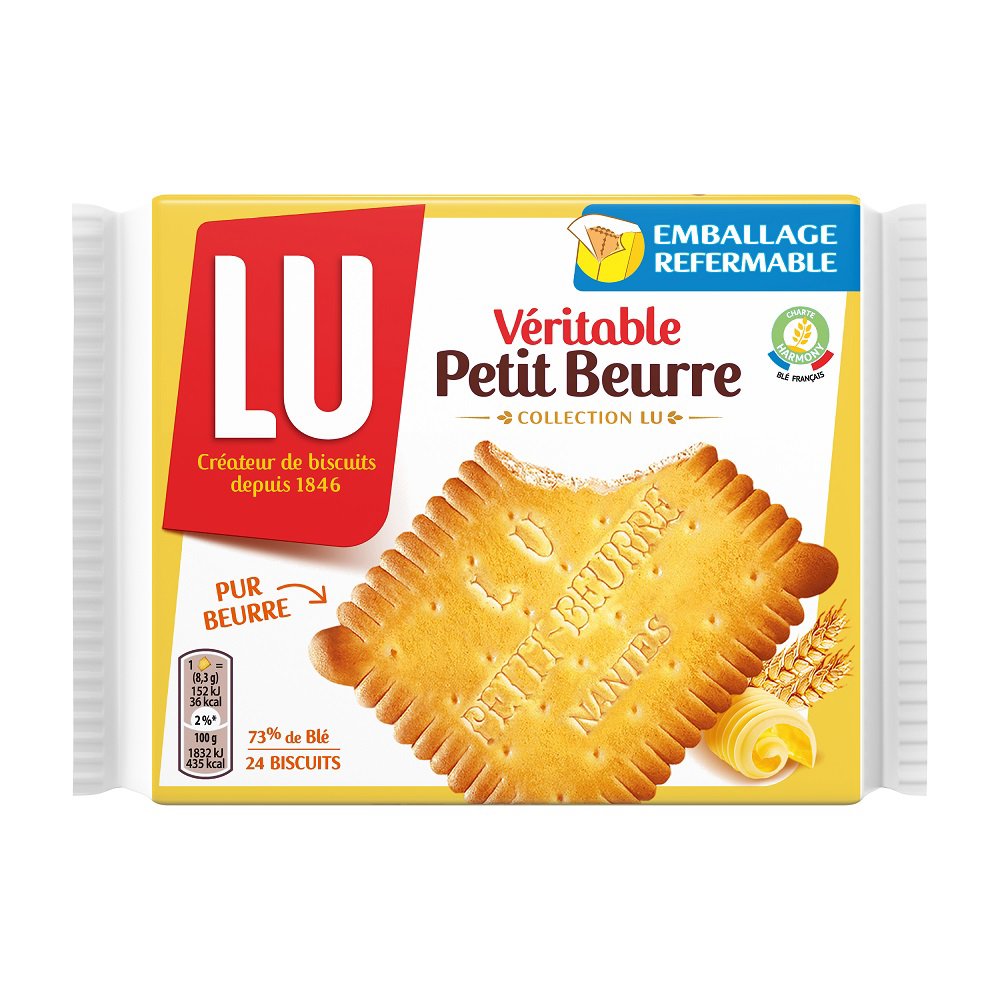 LU
Créateur de biscuits
depuis 1846
EMBALLAGE
REFERMABLE
Véritable
Petit Beurre
COLLECTION LU
CHARTE
HARMONY
BLÉ FRANÇAIS
PUR
BEURRE
L U
PETIT-BEURRE
NANTES
1 =
(8,3 g)
152 kJ
36 kcal
2 %*
100 g
1832 kJ
435 kcal
73% de Blé
24 BISCUITS